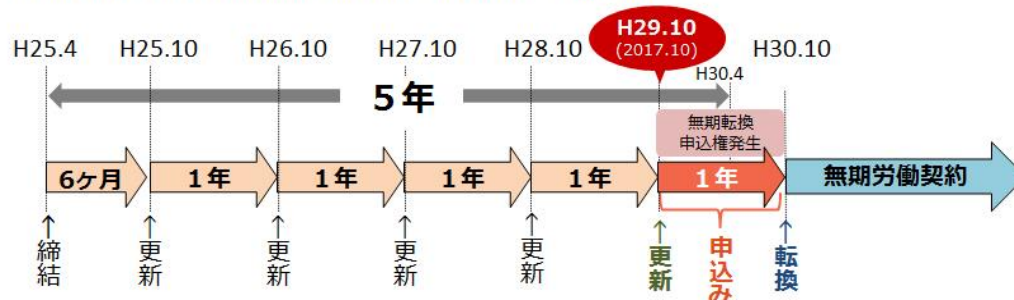 H25.4
H25.10
H26.10
H27.10
H28.10
H29.10
(2017.10)
H30.10
H30.4
5年
無期転換
申込権発生
6ヶ月
1年
1年
1年
1年
1年
無期労働契約
↑締結
↑更新
↑更新
↑更新
↑更新
↑更新
申込み
↑転換